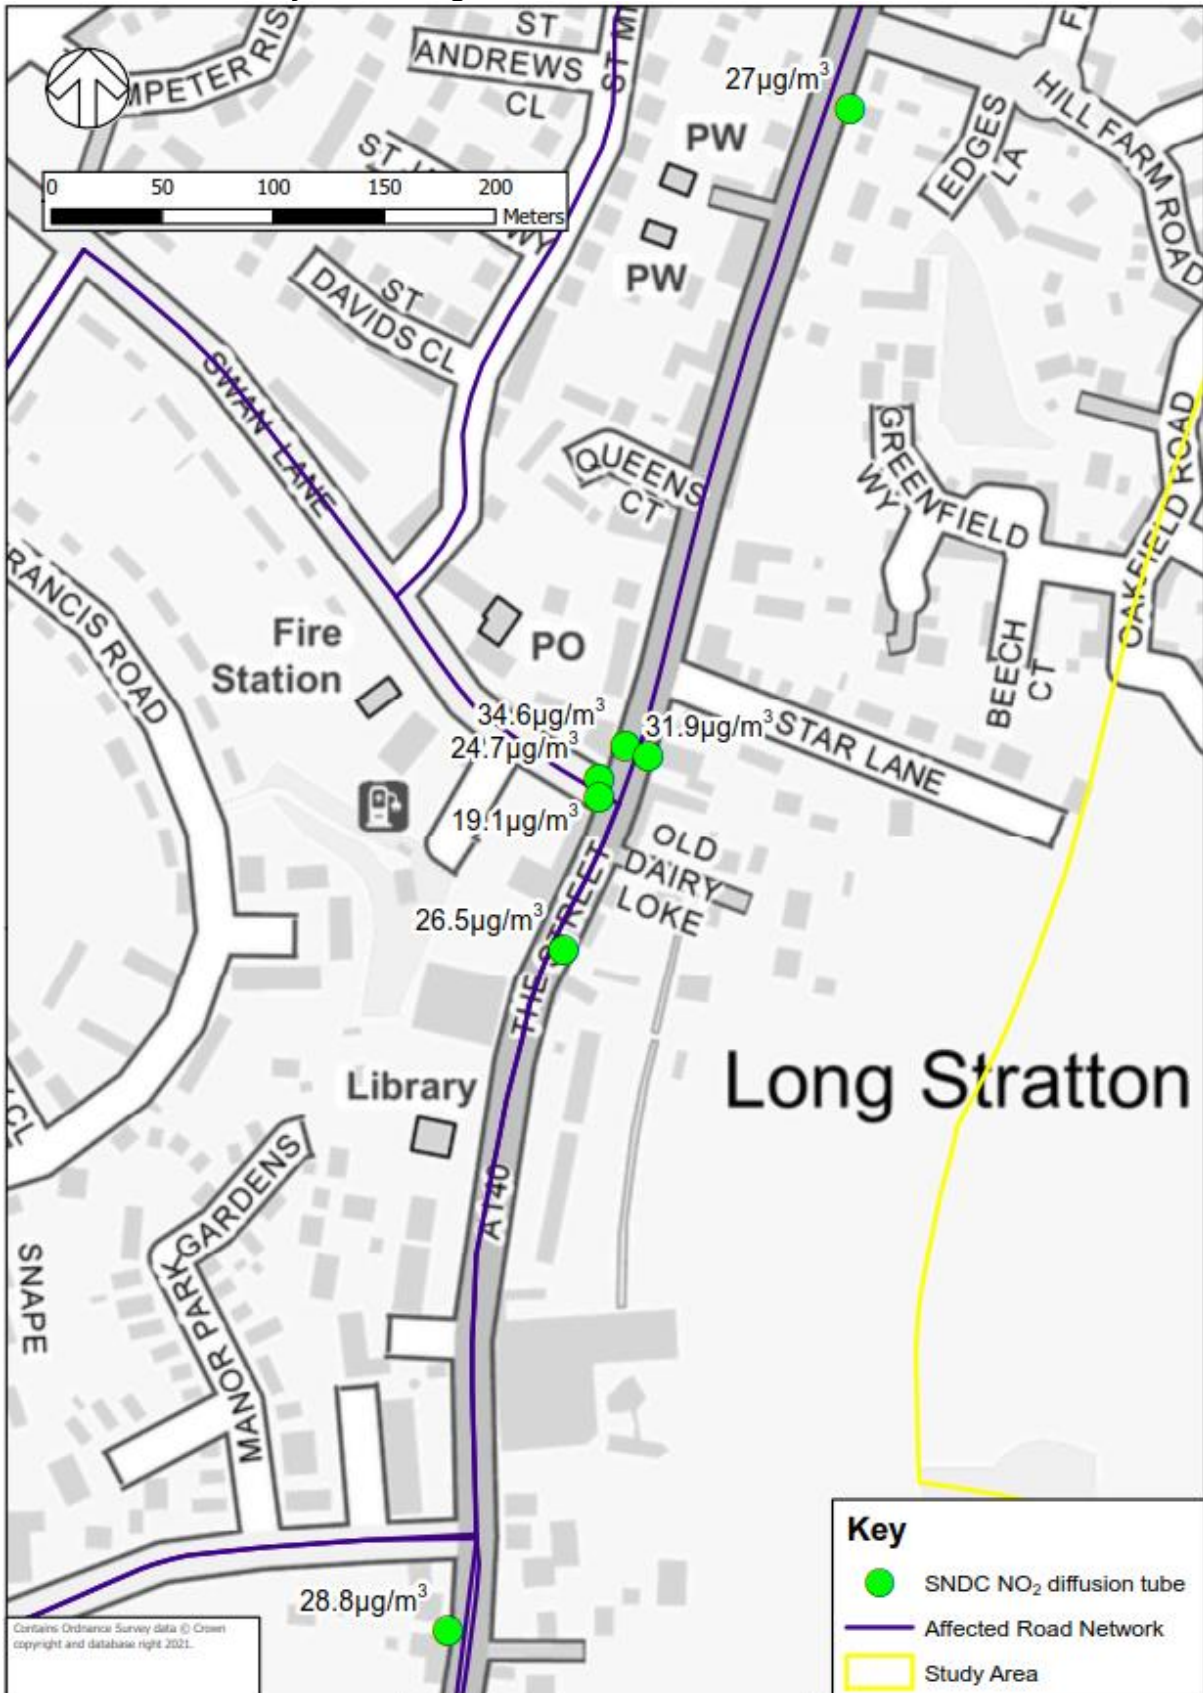 ST
ANDREWS
CL
ST MI
MPETER RIS
27µg/m³
HILL FARM ROAD
EDGES
LA
PW
PW
0 50 100 150 200
Meters
WY
ST
DAVIDS CL
SWAN LANE
QUEENS
CT
GREENFIELD
WY
OAKFIELD ROAD
BEECH
CT
RANCIS ROAD
Fire
Station
PO
34.6µg/m³
31.9µg/m³
24.7µg/m³
19.1µg/m³
STAR LANE
OLD
DAIRY
LOKE
26.5µg/m³
THE STREET
Long Stratton
Library
A140
CL
MANOR PARK GARDENS
SNAPE
28.8µg/m³
Contains Ordnance Survey data © Crown
copyright and database right 2021.
Key
SNDC NO₂ diffusion tube
Affected Road Network
Study Area